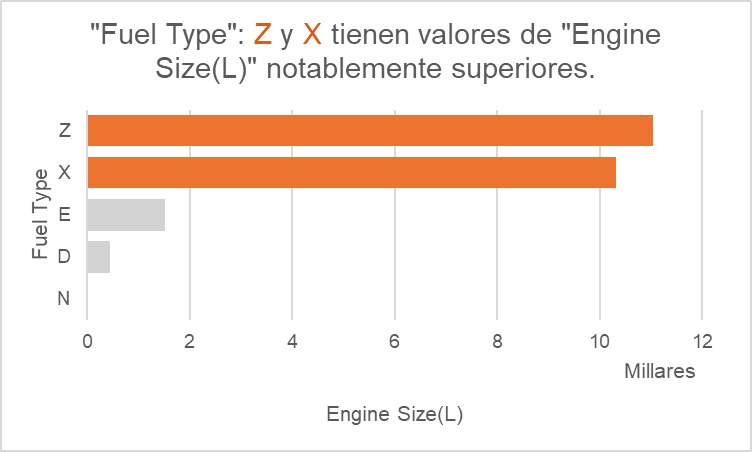 "Fuel Type": Z y X tienen valores de "Engine
Size(L)" notablemente superiores.
Fuel Type
Z
X
E
D
N
0 2 4 6 8 10 12
Millares
Engine Size(L)